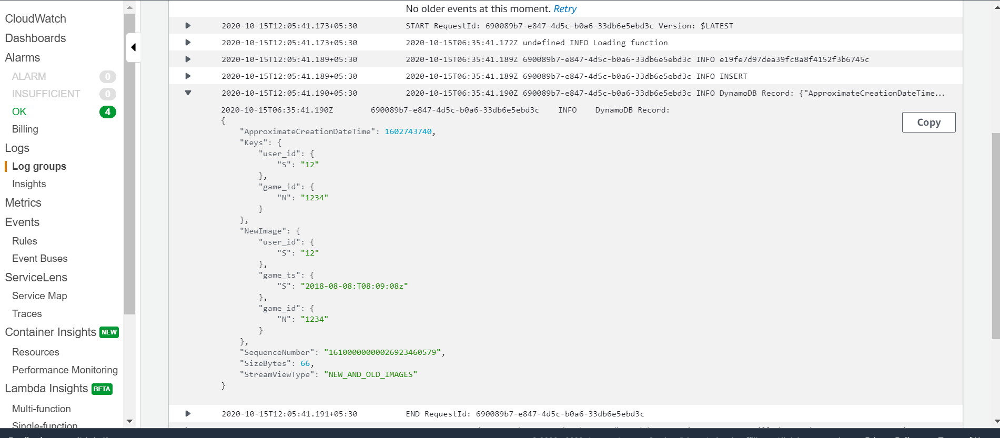 CloudWatch
Dashboards
Alarms
ALARM 0
INSUFFICIENT 0
OK 4
Billing
Logs
Log groups
Insights
Metrics
Events
Rules
Event Buses
ServiceLens
Service Map
Traces
Container Insights NEW
Resources
Performance Monitoring
Lambda Insights BETA
Multi-function
Single-function
No older events at this moment. Retry
2020-10-15T12:05:41.173+05:30 START RequestId: 690089b7-e847-4d5c-b0a6-33db6e5ebd3c Version: $LATEST
2020-10-15T12:05:41.173+05:30 2020-10-15T06:35:41.172Z undefined INFO Loading function
2020-10-15T12:05:41.189+05:30 2020-10-15T06:35:41.189Z 690089b7-e847-4d5c-b0a6-33db6e5ebd3c INFO e19fe7d97dea39fc8a8f4152f3b6745c
2020-10-15T12:05:41.189+05:30 2020-10-15T06:35:41.189Z 690089b7-e847-4d5c-b0a6-33db6e5ebd3c INFO INSERT
2020-10-15T12:05:41.190+05:30 2020-10-15T06:35:41.190Z 690089b7-e847-4d5c-b0a6-33db6e5ebd3c INFO DynamoDB Record: {"ApproximateCreationDateTime...
2020-10-15T06:35:41.190Z 690089b7-e847-4d5c-b0a6-33db6e5ebd3c INFO DynamoDB Record:
Copy
{
"ApproximateCreationDateTime": 1602743740,
"Keys": {
"user_id": {
"S": "12"
},
"game_id": {
"N": "1234"
}
},
"NewImage": {
"user_id": {
"S": "12"
},
"game_ts": {
"S": "2018-08-08:T08:09:08z"
},
"game_id": {
"N": "1234"
}
},
"SequenceNumber": "16100000000026923460579",
"SizeBytes": 66,
"StreamViewType": "NEW_AND_OLD_IMAGES"
}
2020-10-15T12:05:41.191+05:30 END RequestId: 690089b7-e847-4d5c-b0a6-33db6e5ebd3c